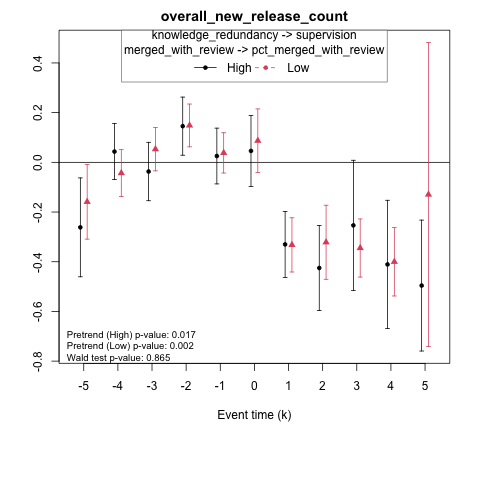 overall_new_release_count
knowledge_redundancy -> supervision
merged_with_review -> pct_merged_with_review
High Low
0.4
0.2
0.0
-0.2
-0.4
-0.6
-0.8
Pretrend (High) p-value: 0.017
Pretrend (Low) p-value: 0.002
Wald test p-value: 0.865
-5 -4 -3 -2 -1 0 1 2 3 4 5
Event time (k)